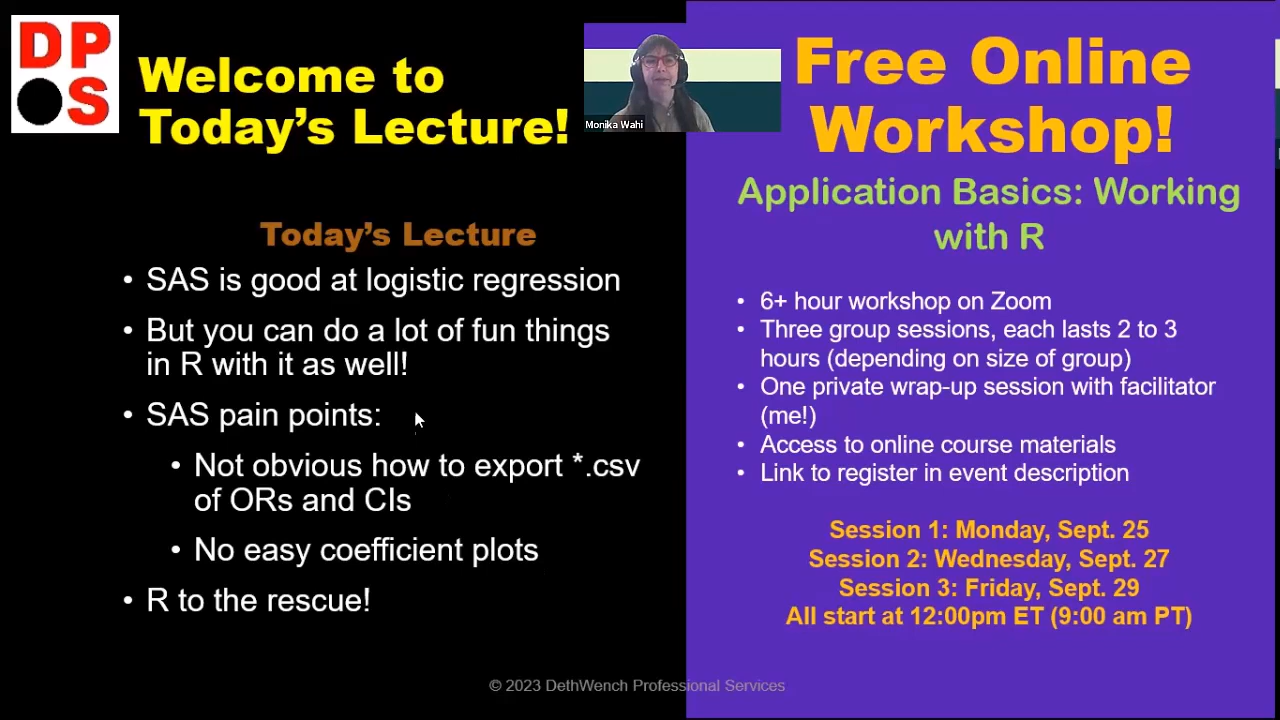 DP
S
Welcome to
Today's Lecture!
Today's Lecture
• SAS is good at logistic regression
• But you can do a lot of fun things
in R with it as well!
• SAS pain points:
• Not obvious how to export *.csv
of ORs and CIs
• No easy coefficient plots
• R to the rescue!
Monika Wahi
Free Online
Workshop!
Application Basics: Working
with R
• 6+ hour workshop on Zoom
• Three group sessions, each lasts 2 to 3
hours (depending on size of group)
• One private wrap-up session with facilitator
(me!)
• Access to online course materials
• Link to register in event description
Session 1: Monday, Sept. 25
Session 2: Wednesday, Sept. 27
Session 3: Friday, Sept. 29
All start at 12:00pm ET (9:00 am PT)
© 2023 DethWench Professional Services